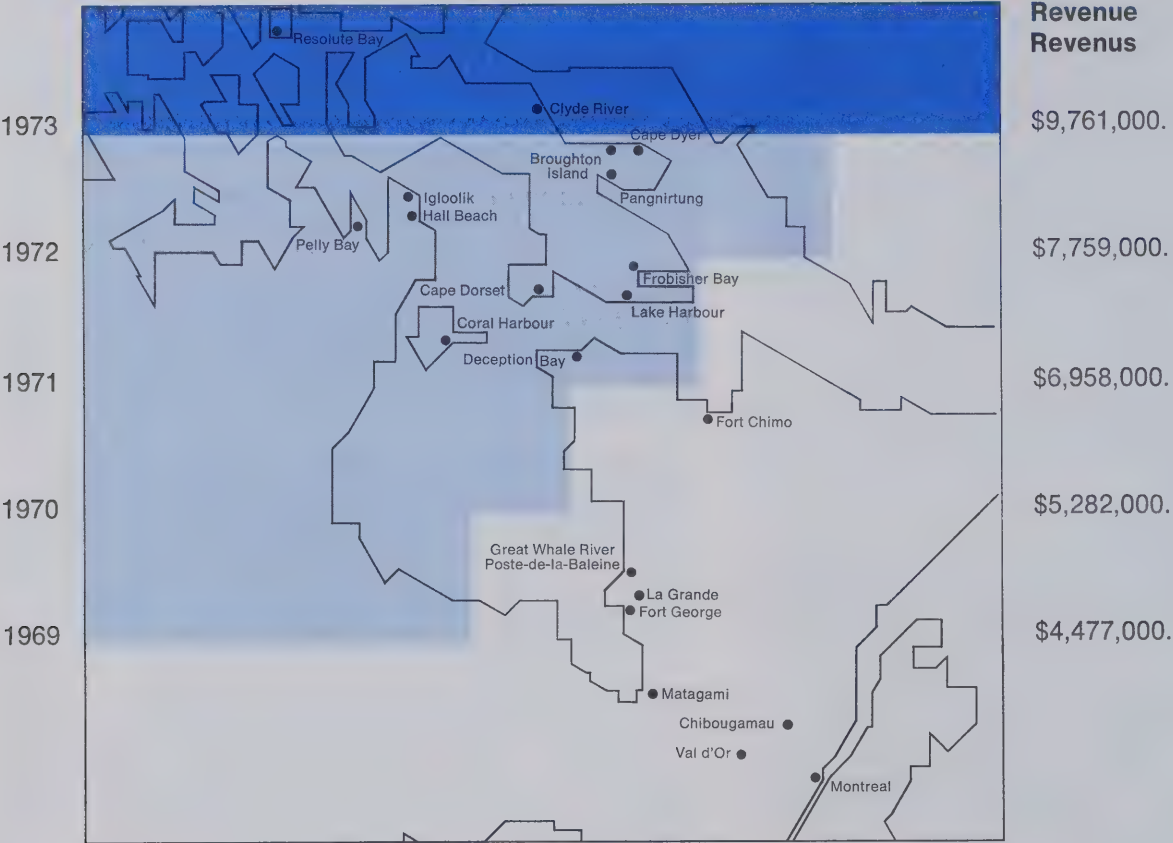 Revenue
Revenus
Resolute Bay
Clyde River
1973
$9,761,000.
Cape Dyer
Broughton
Island
Pangnirtung
Igloolik
Hall Beach
Pelly Bay
1972
$7,759,000.
Frobisher Bay
Cape Dorset
Lake Harbour
Coral Harbour
Deception Bay
1971
$6,958,000.
Fort Chimo
1970
$5,282,000.
Great Whale River
Poste-de-la-Baleine
La Grande
Fort George
1969
$4,477,000.
Matagami
Chibougamau
Val d'Or
Montreal